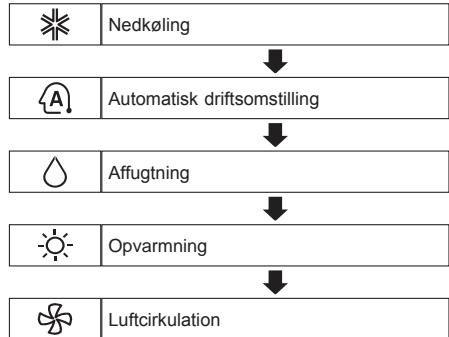 Nedkøling
A
Automatisk driftsomstilling
Affugtning
Opvarmning
Luftcirkulation